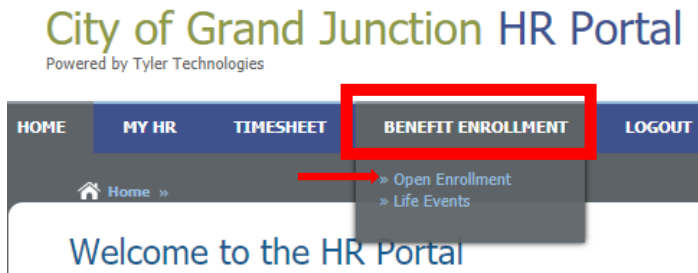 City of Grand Junction HR Portal
Powered by Tyler Technologies
HOME MY HR TIMESHEET BENEFIT ENROLLMENT LOGOUT
» Open Enrollment
Home »
» Life Events
Welcome to the HR Portal